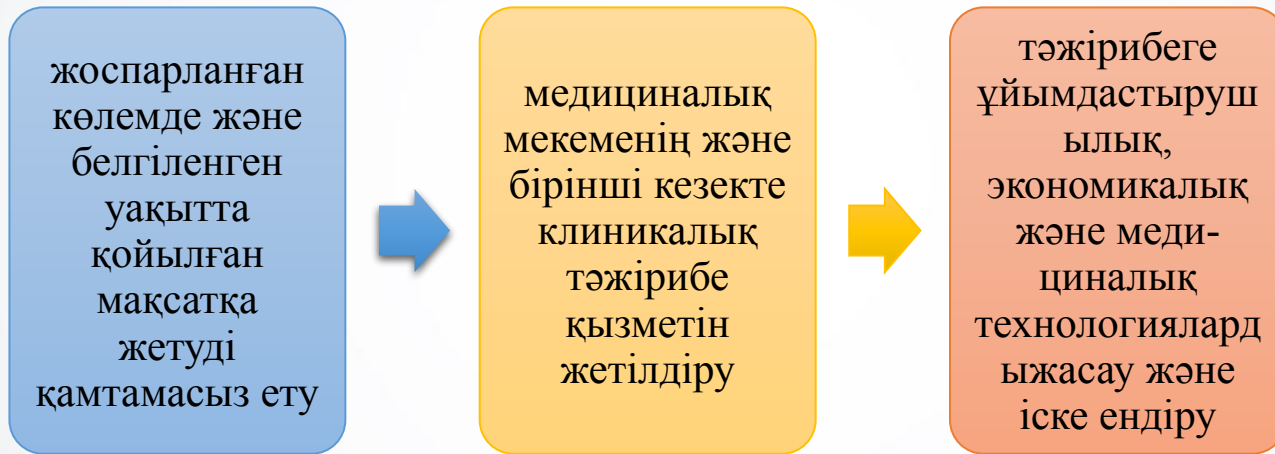 жоспарланған
көлемде және
белгіленген
уақытта
қойылған
мақсатқа
жетуді
қамтамасыз ету
медициналық
мекеменің және
бірінші кезекте
клиникалық
тәжірибе
қызметін
жетілдіру
тәжірибеге
ұйымдастыруш
ылық,
экономикалық
және меди-
циналық
технологиялард
ыжасау және
іске ендіру